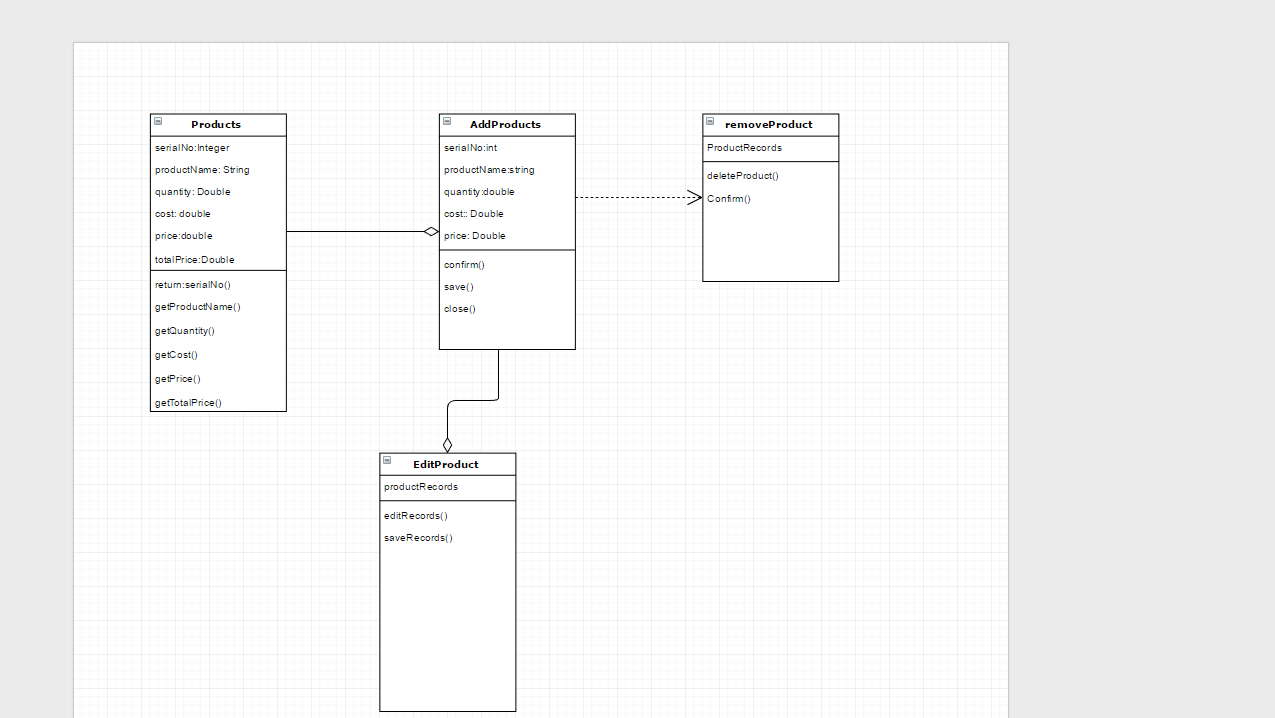 Products
serialNo:Integer
productName: String
quantity: Double
cost: double
price:double
totalPrice:Double
return:serialNo()
getProductName()
getQuantity()
getCost()
getPrice()
getTotalPrice()
AddProducts
serialNo:int
productName:string
quantity:double
cost:: Double
price: Double
confirm()
save()
close()
removeProduct
ProductRecords
deleteProduct()
Confirm()
EditProduct
productRecords
editRecords()
saveRecords()